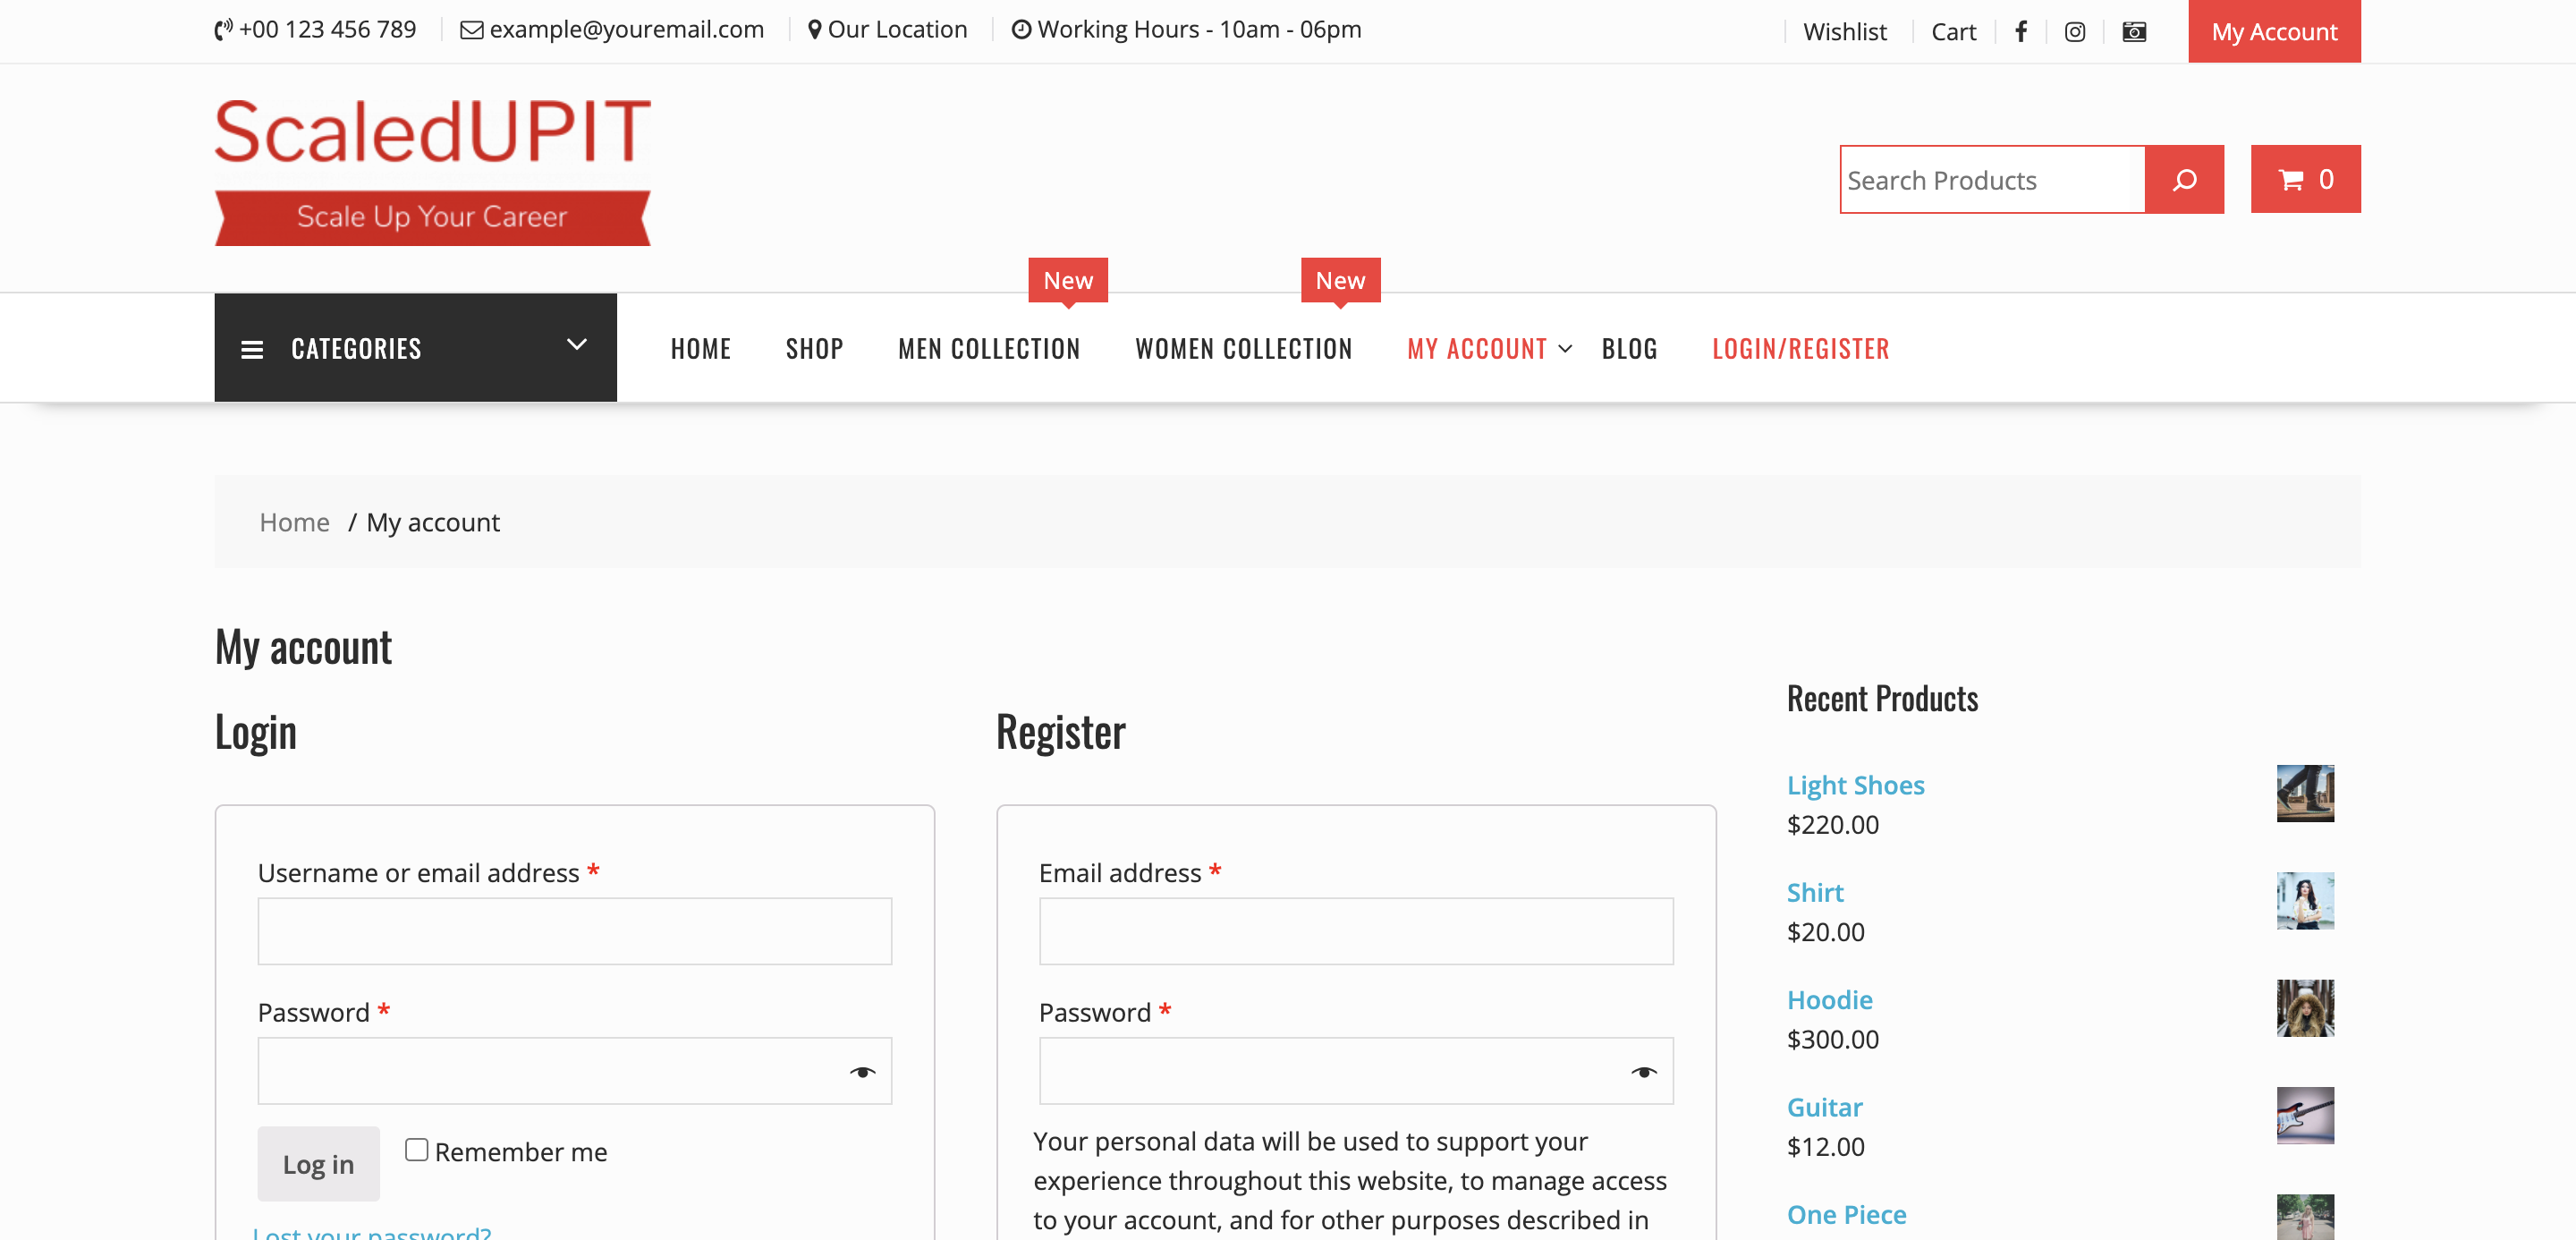 +00 123 456 789
example@youremail.com
Our Location
Working Hours - 10am - 06pm
Wishlist
Cart
My Account
ScaledUPIT
Scale Up Your Career
Search Products
0
New
New
CATEGORIES
HOME
SHOP
MEN COLLECTION
WOMEN COLLECTION
MY ACCOUNT
BLOG
LOGIN/REGISTER
Home / My account
My account
Login
Username or email address *
Password *
Log in
Remember me
Lost your password?
Register
Email address *
Password *
Your personal data will be used to support your
experience throughout this website, to manage access
to your account, and for other purposes described in
Recent Products
Light Shoes
$220.00
Shirt
$20.00
Hoodie
$300.00
Guitar
$12.00
One Piece